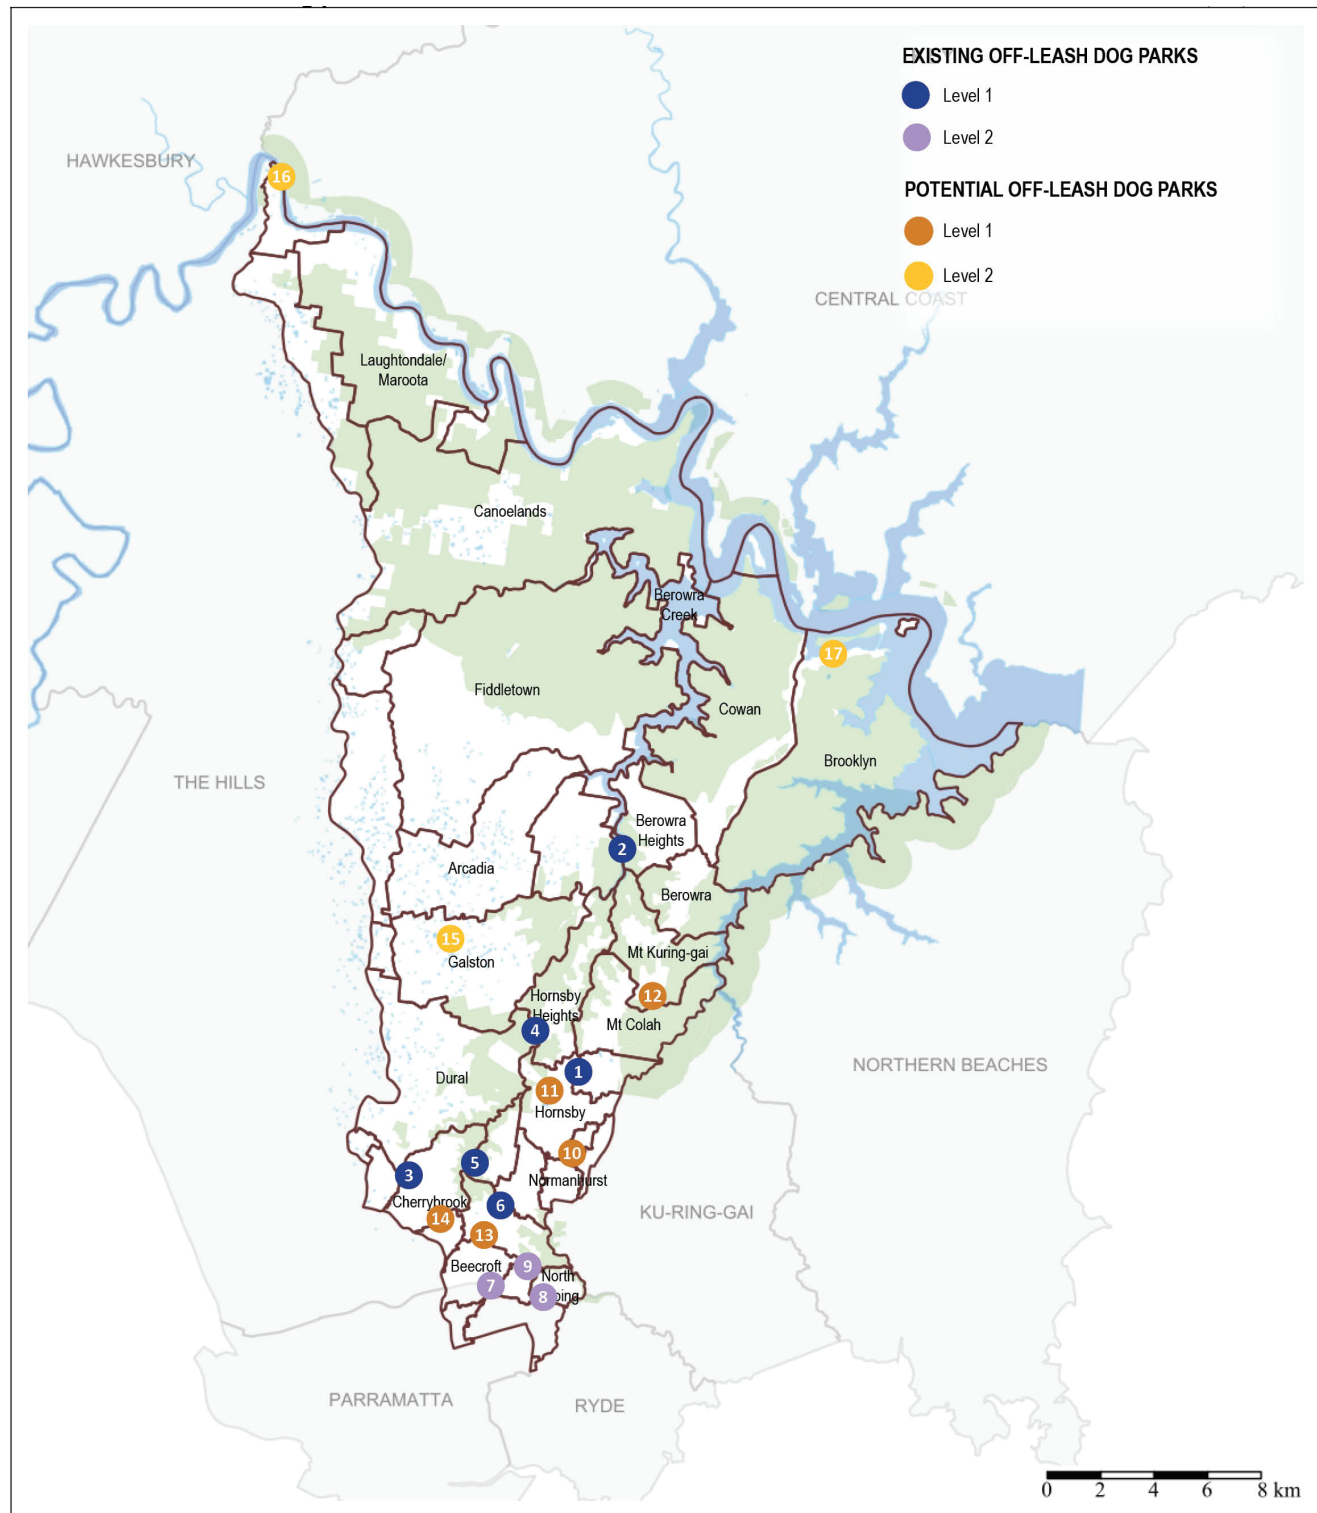 EXISTING OFF-LEASH DOG PARKS
Level 1
Level 2
POTENTIAL OFF-LEASH DOG PARKS
Level 1
Level 2
HAWKESBURY
16
CENTRAL COAST
Laughtondale/
Maroota
Canoelands
Berowra
Creek
17
Fiddletown
Cowan
Brooklyn
THE HILLS
Berowra
Heights
2
Arcadia
Berowra
15
Galston
Mt Kuring-gai
12
Hornsby
Heights
4
Mt Colah
1
NORTHERN BEACHES
Dural
11
Hornsby
10
5
3
Normanhurst
Cherrybrook
6
14
KU-RING-GAI
13
Beecroft
9
North
7
8
PARRAMATTA
RYDE
0 2 4 6 8 km